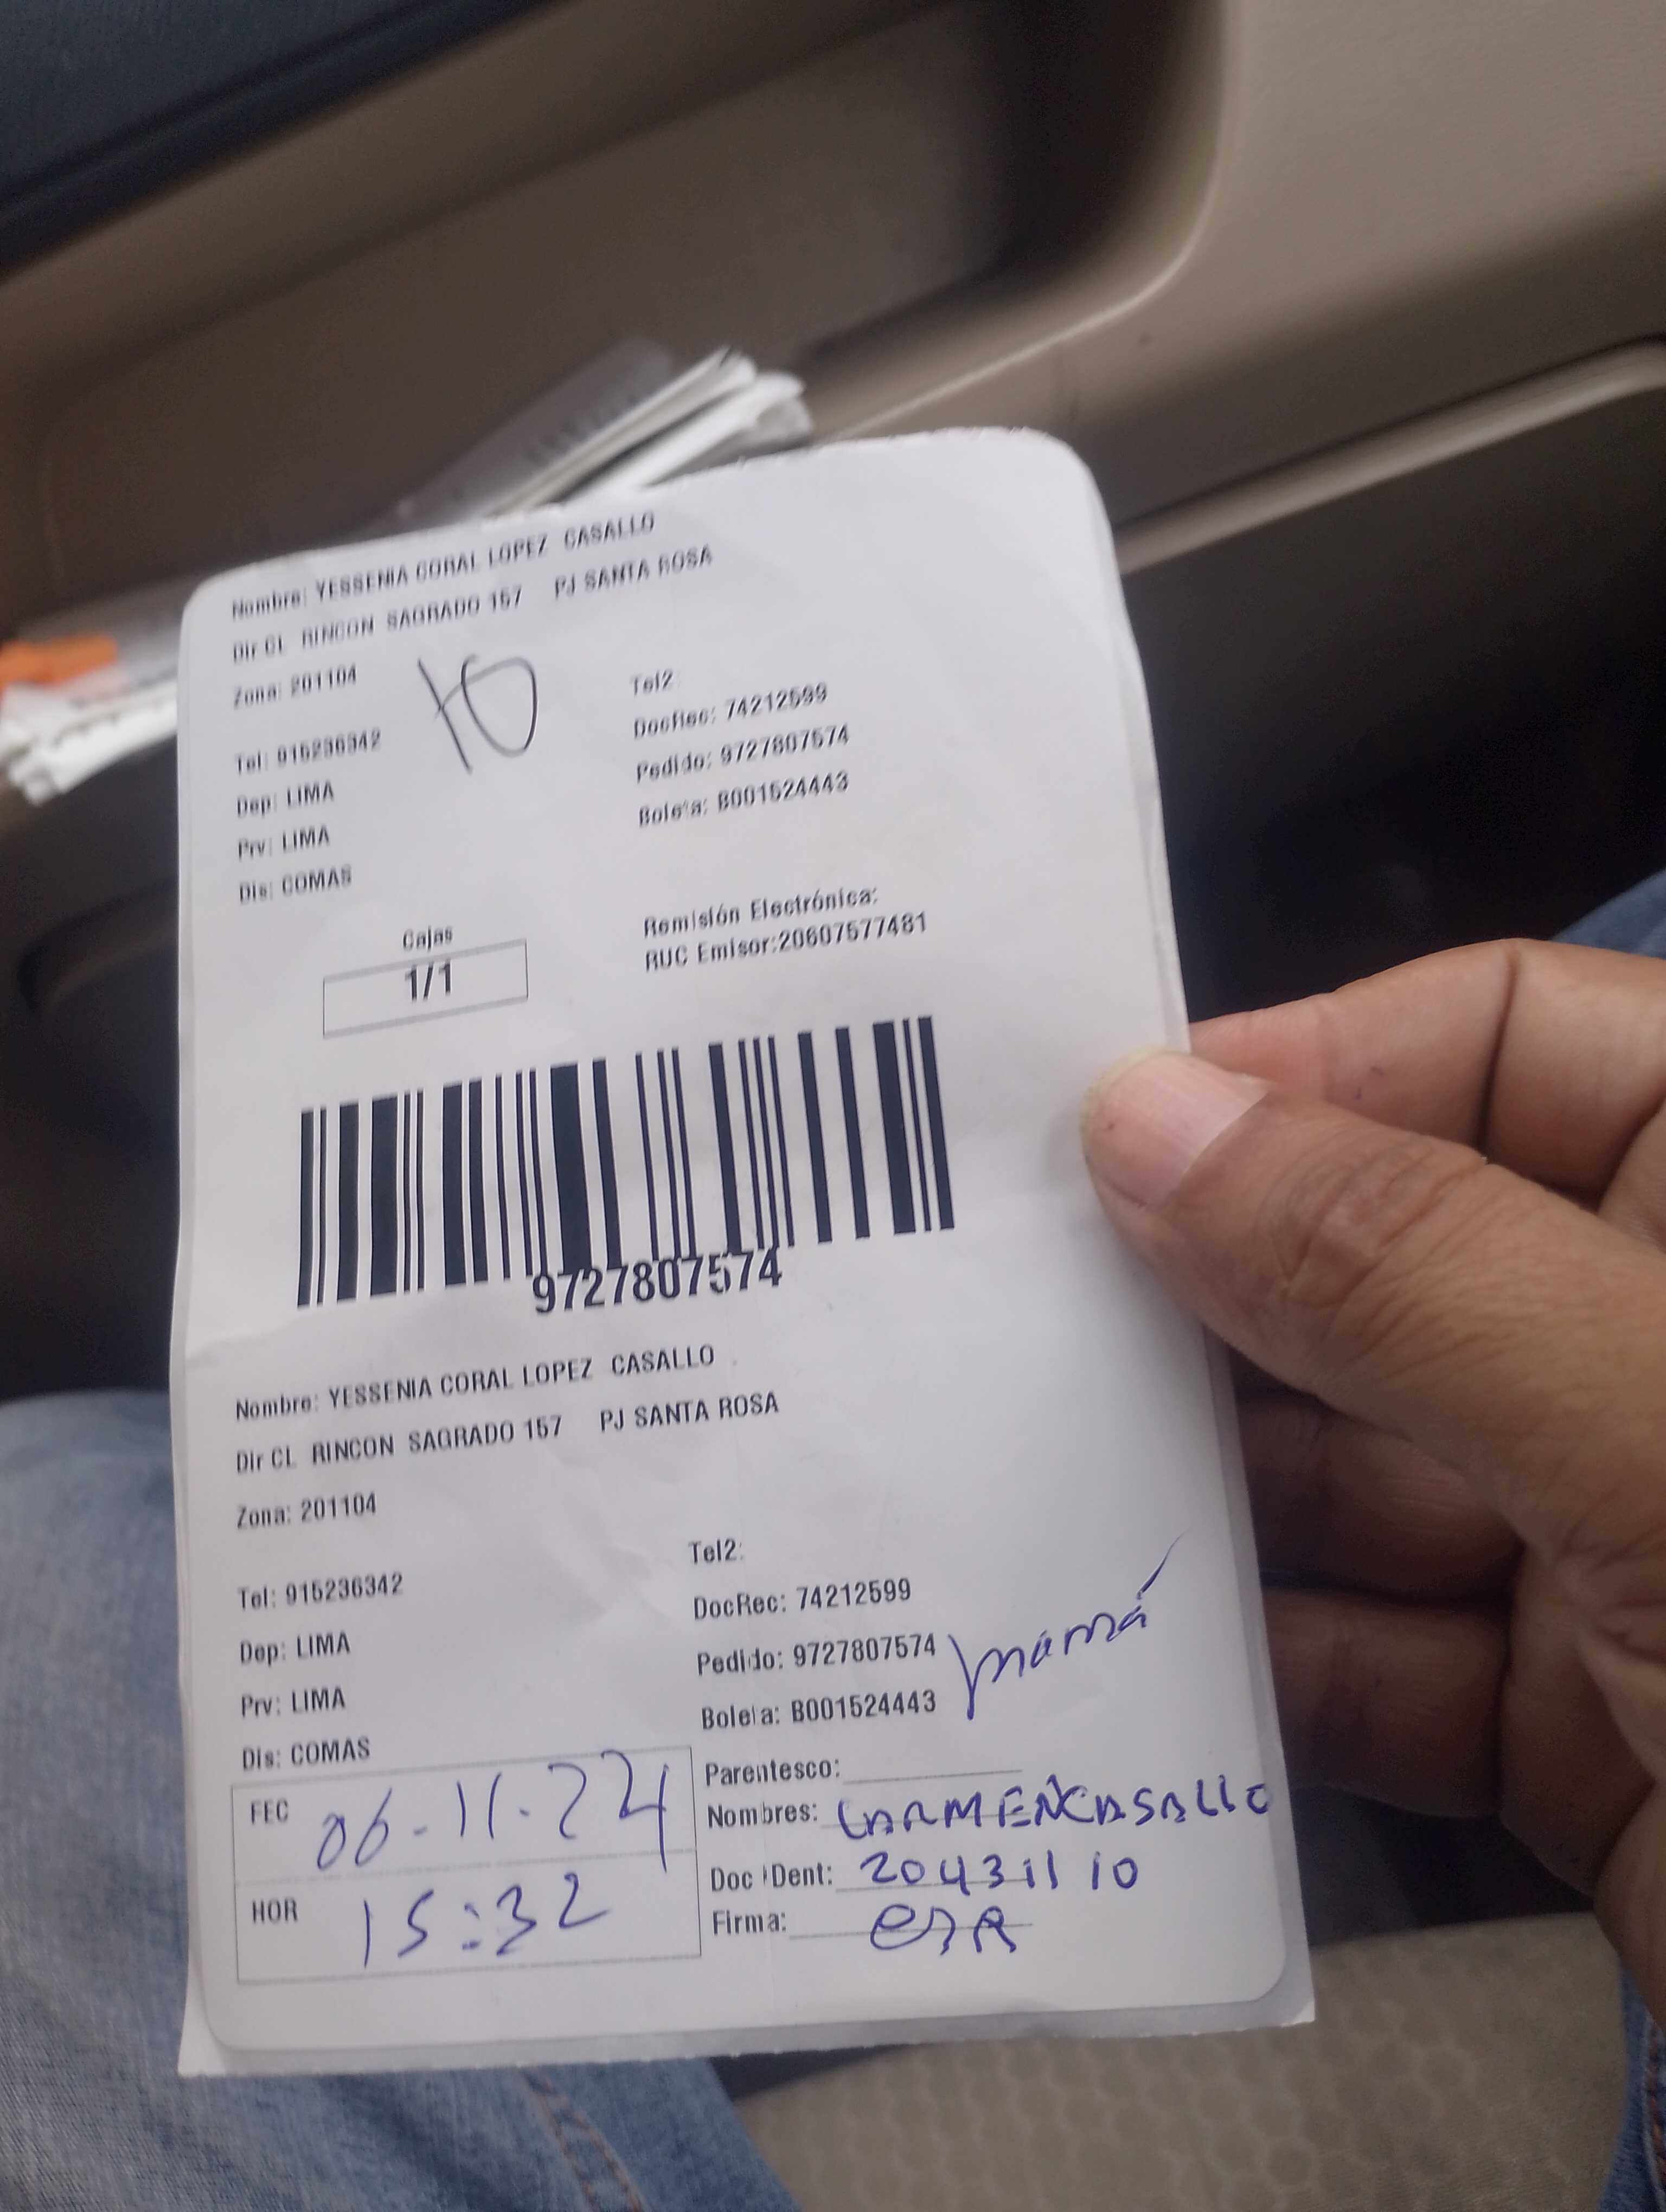 Nombre: YESSENIA CORAL LOPEZ CASALLO
Dir CL RINCON SAGRADO 157 PJ SANTA ROSA
Zona: 201104
10
Tel2:
Tel: 915236342
DocRec: 74212599
Dep: LIMA
Pedido: 9727807574
Prv: LIMA
Boleta: B001524443
Dis: COMAS
Cajas
1/1
Remisión Electrónica:
RUC Emisor:20607577481
9727807574
Nombre: YESSENIA CORAL LOPEZ CASALLO
Dir CL RINCON SAGRADO 157 PJ SANTA ROSA
Zona: 201104
Tel2:
Tel: 915236342
DocRec: 74212599
Dep: LIMA
Pedido: 9727807574
mamá
Prv: LIMA
Boleta: B001524443
Dis: COMAS
Parentesco:
FEC 06-11-24
Nombres: CARMEN CASALLO
Doc IDent: 20431110
HOR 15:32
Firma: